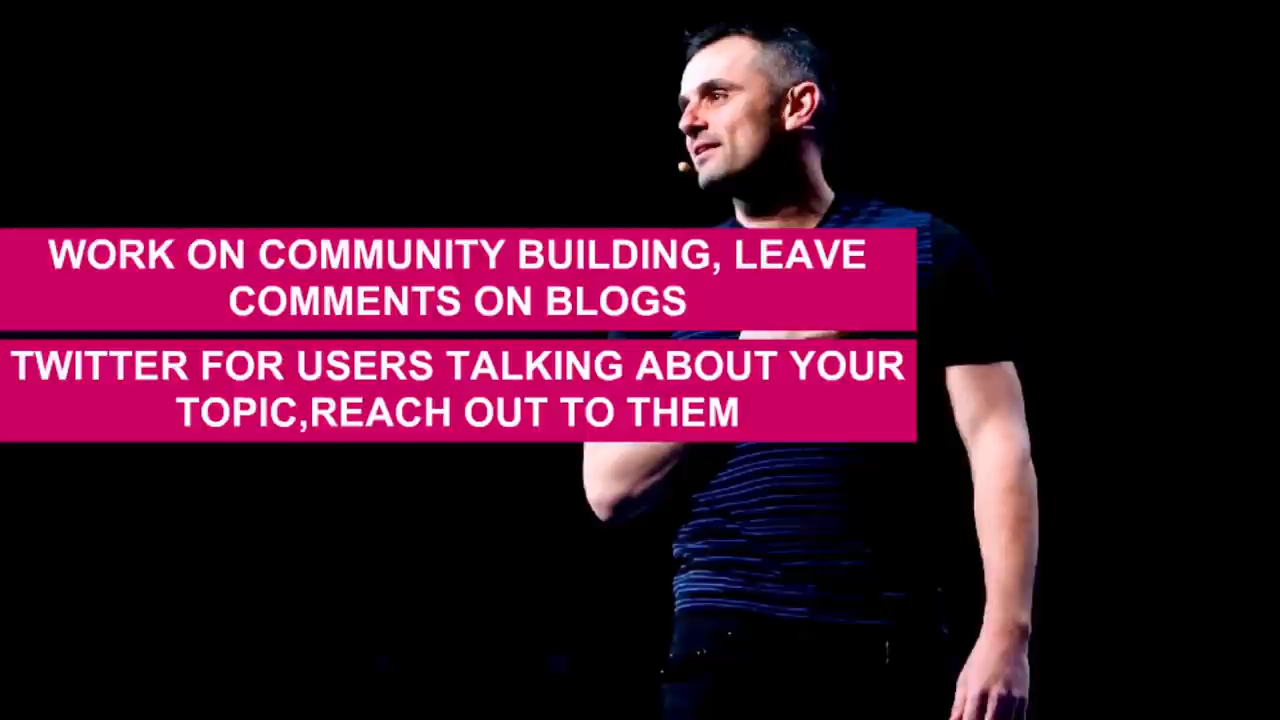 WORK ON COMMUNITY BUILDING, LEAVE
COMMENTS ON BLOGS
TWITTER FOR USERS TALKING ABOUT YOUR
TOPIC,REACH OUT TO THEM